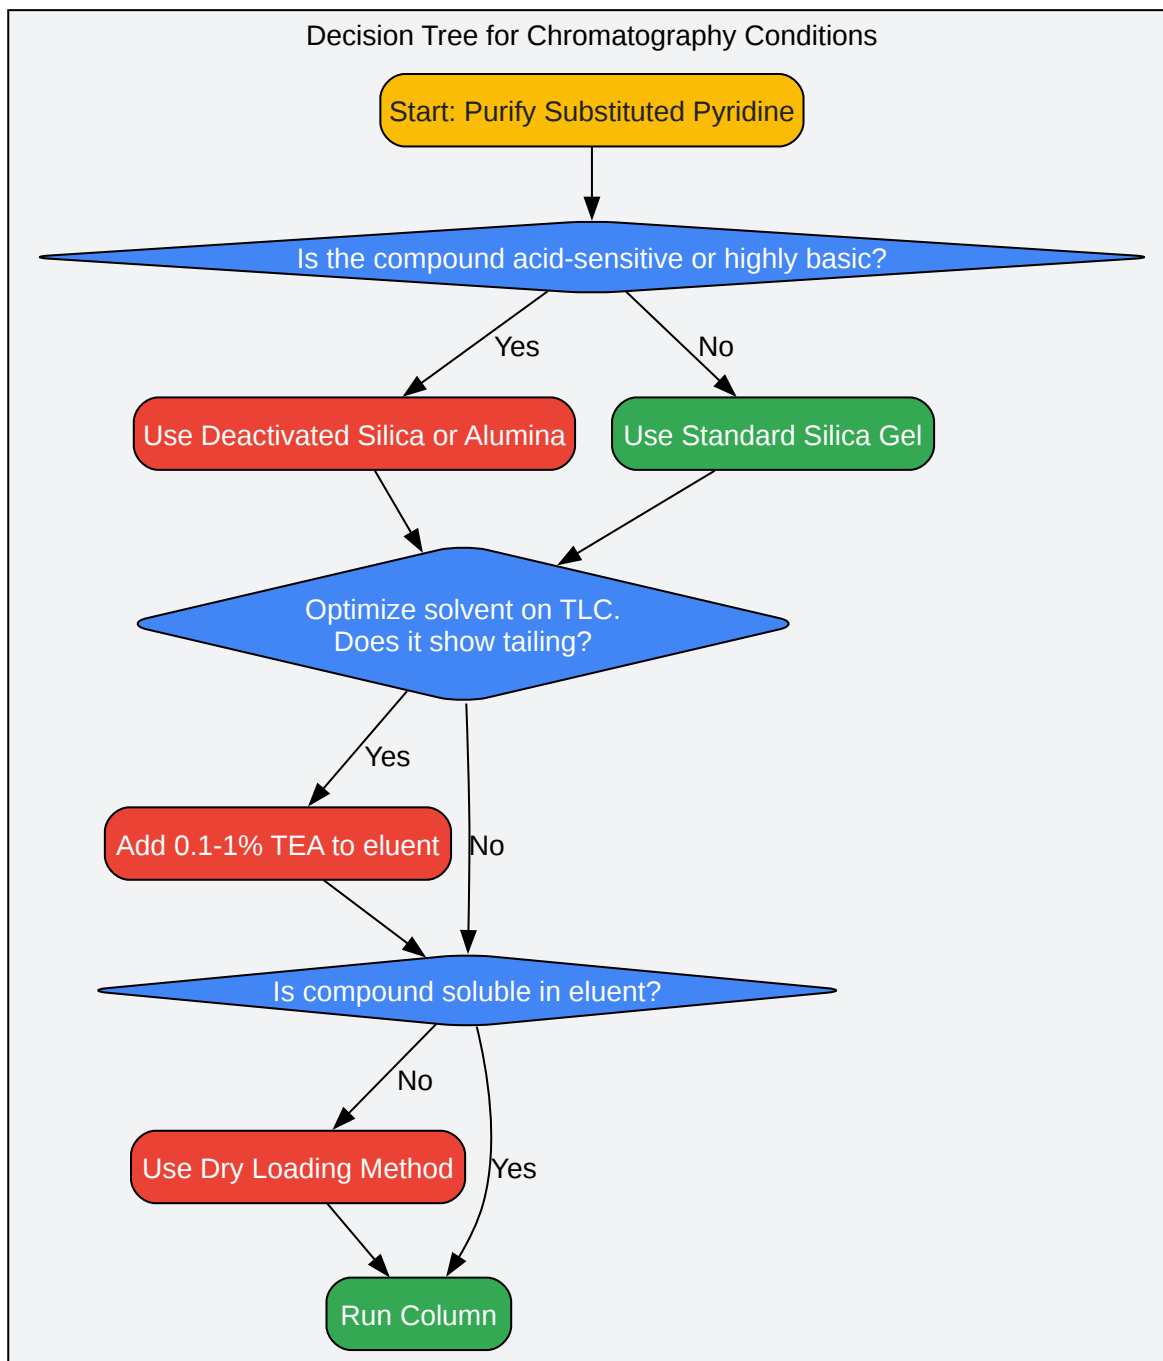 Decision Tree for Chromatography Conditions
Start: Purify Substituted Pyridine
Is the compound acid-sensitive or highly basic?
Yes
No
Use Deactivated Silica or Alumina
Use Standard Silica Gel
Optimize solvent on TLC.
Does it show tailing?
Yes
Add 0.1-1% TEA to eluent
No
Is compound soluble in eluent?
No
Use Dry Loading Method
Yes
Run Column